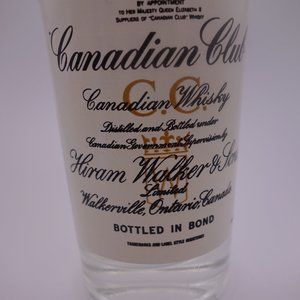 BY APPOINTMENT
TO HER MAJESTY QUEEN ELIZABETH II
SUPPLIERS OF "CANADIAN CLUB" WHISKY
"Canadian Club
C.C.
Canadian Whisky
Distilled and Bottled under
Canadian Government Supervision by
Hiram Walker & Sons
Limited
Walkerville, Ontario, Canada
BOTTLED IN BOND
TRADEMARKS AND LABEL STYLE REGISTERED